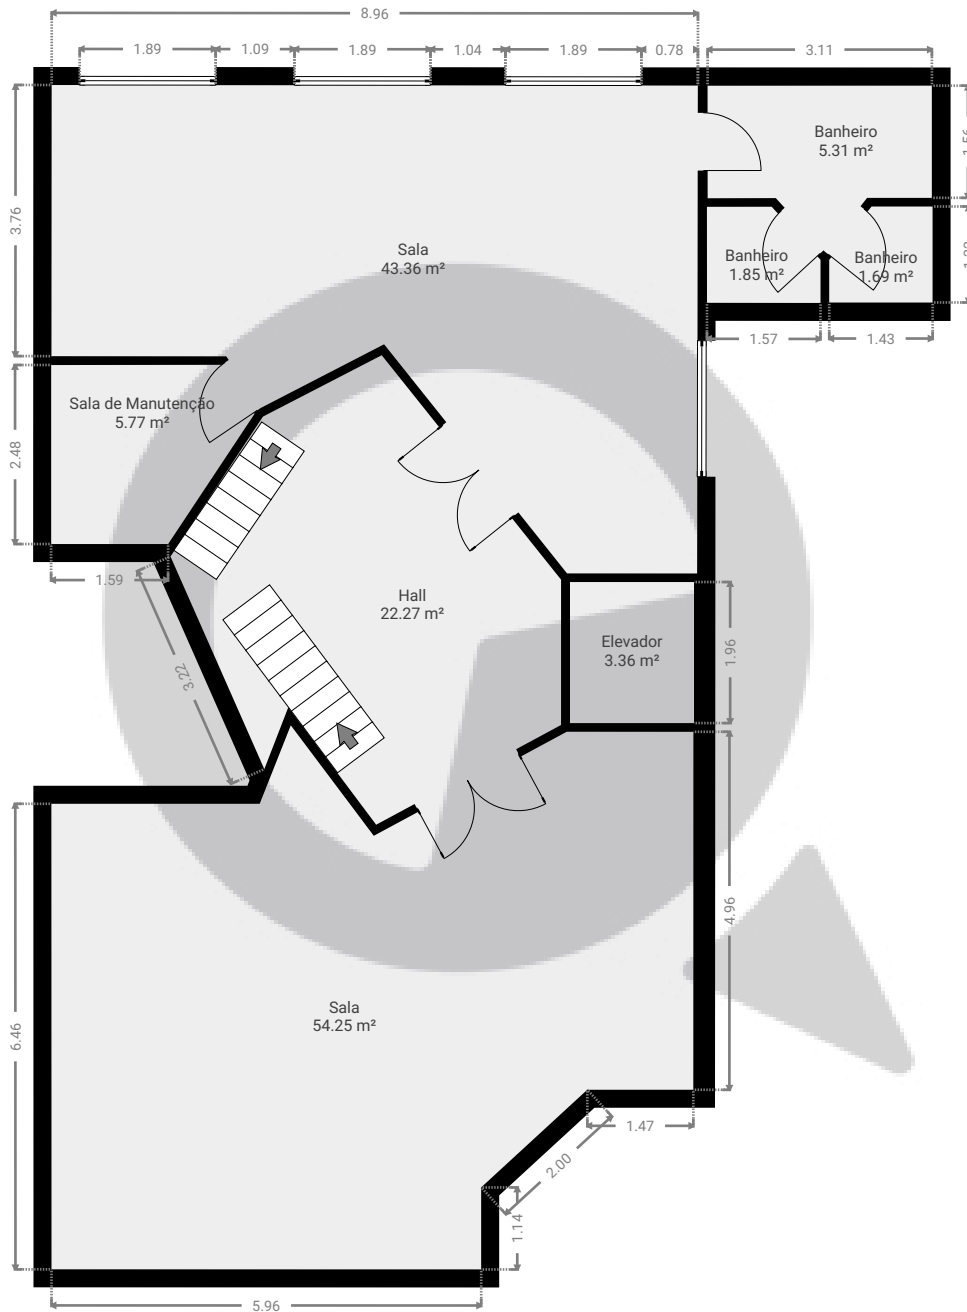 8.96
1.89
1.09
1.89
1.04
1.89
0.78
3.11
Banheiro
5.31 m²
3.76
Sala
43.36 m²
Banheiro
1.85 m²
Banheiro
1.69 m²
1.57
1.43
Sala de Manutenção
5.77 m²
2.48
1.59
Hall
22.27 m²
Elevador
3.36 m²
1.96
3.22
4.96
Sala
54.25 m²
6.46
1.47
2.00
1.14
5.96